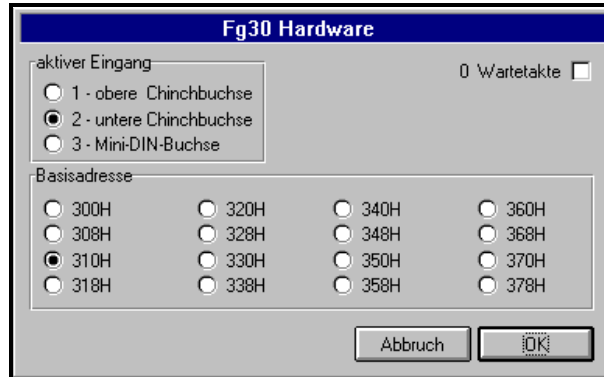 Fg30 Hardware
aktiver Eingang
0 Wartetakte
1 - obere Chinchbuchse
2 - untere Chinchbuchse
3 - Mini-DIN-Buchse
Basisadresse
300H 320H 340H 360H
308H 328H 348H 368H
310H 330H 350H 370H
318H 338H 358H 378H
Abbruch OK